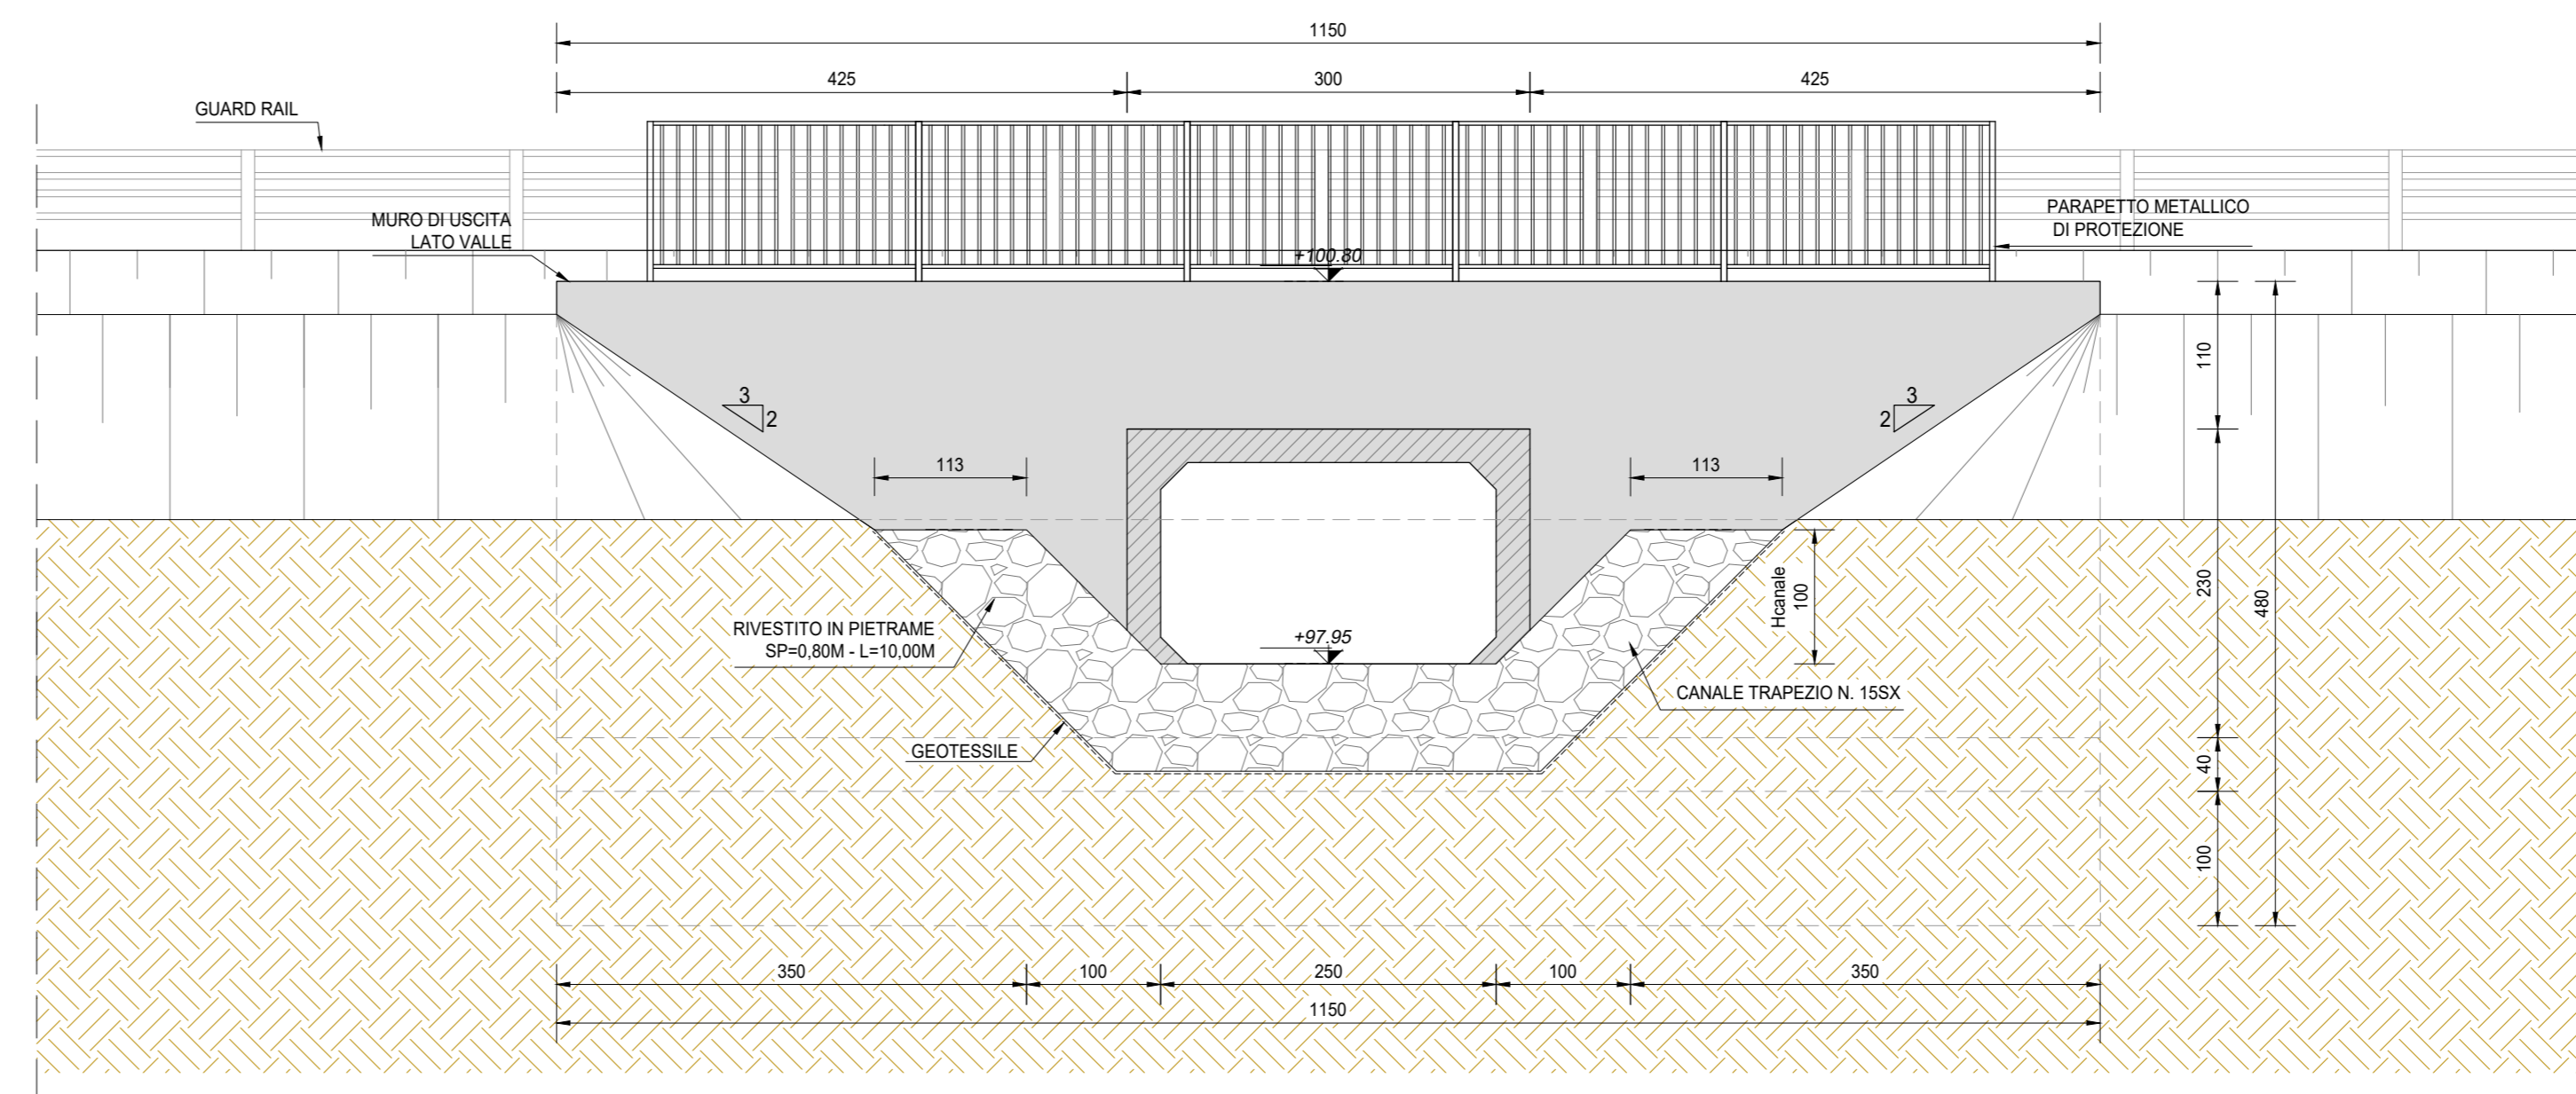 1150
425
300
425
GUARD RAIL
MURO DI USCITA
LATO VALLE
PARAPETTO METALLICO
DI PROTEZIONE
+100.80
110
3
2
3
2
113
113
Hcanale
100
230
480
RIVESTITO IN PIETRAME
SP=0,80M - L=10,00M
+97.95
CANALE TRAPEZIO N. 15SX
GEOTESSILE
40
100
350
100
250
100
350
1150